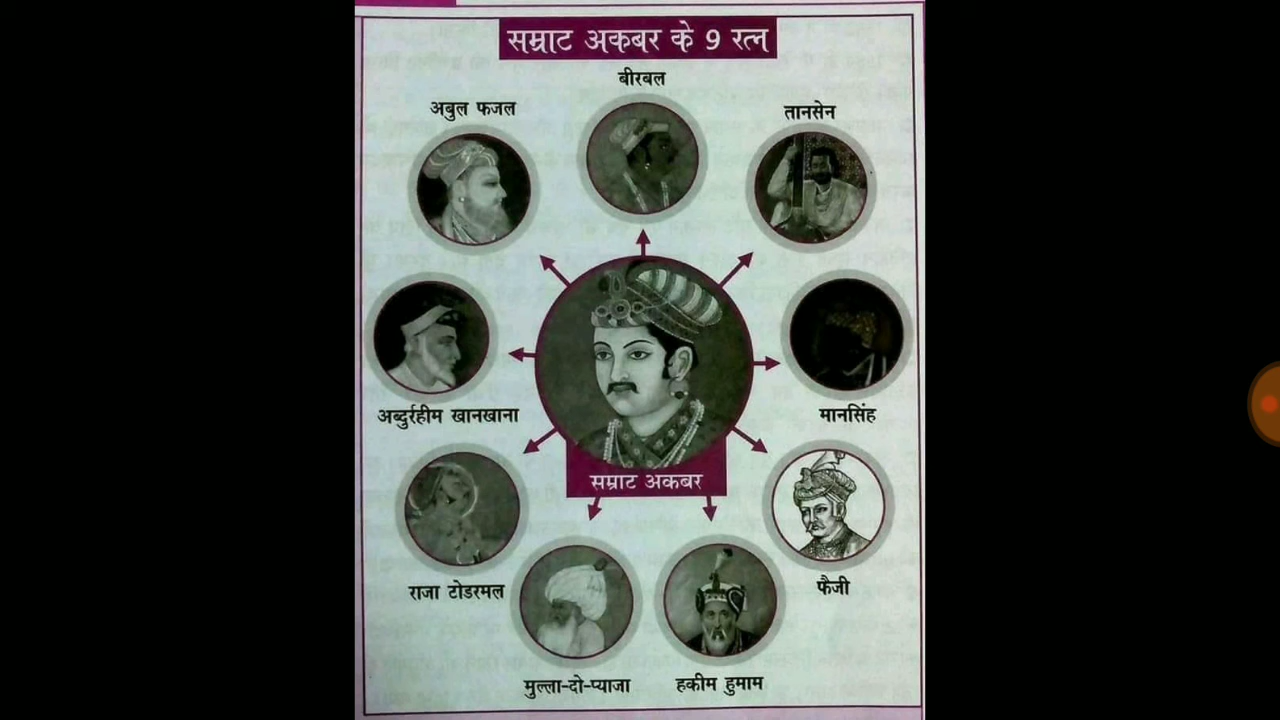 सम्राट अकबर के 9 रत्न
बीरबल
अबुल फजल
तानसेन
अब्दुर्रहीम खानखाना
मानसिंह
सम्राट अकबर
राजा टोडरमल
फैजी
मुल्ला-दो-प्याजा
हकीम हुमाम